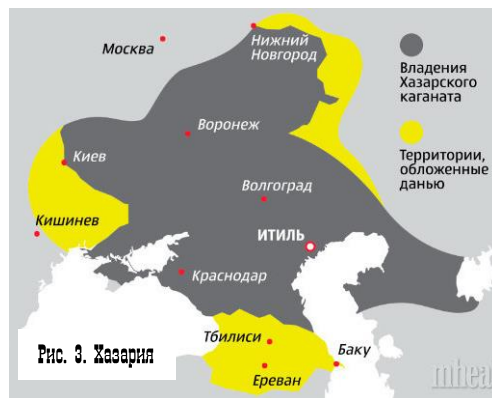 Москва
Нижний
Новгород
Владения
Хазарского
каганата
Воронеж
Киев
Территории,
обложенные
данью
Волгоград
Кишинев
ИТИЛЬ
Краснодар
Тбилиси
Баку
Рис. 3. Хазария
Ереван
mhea